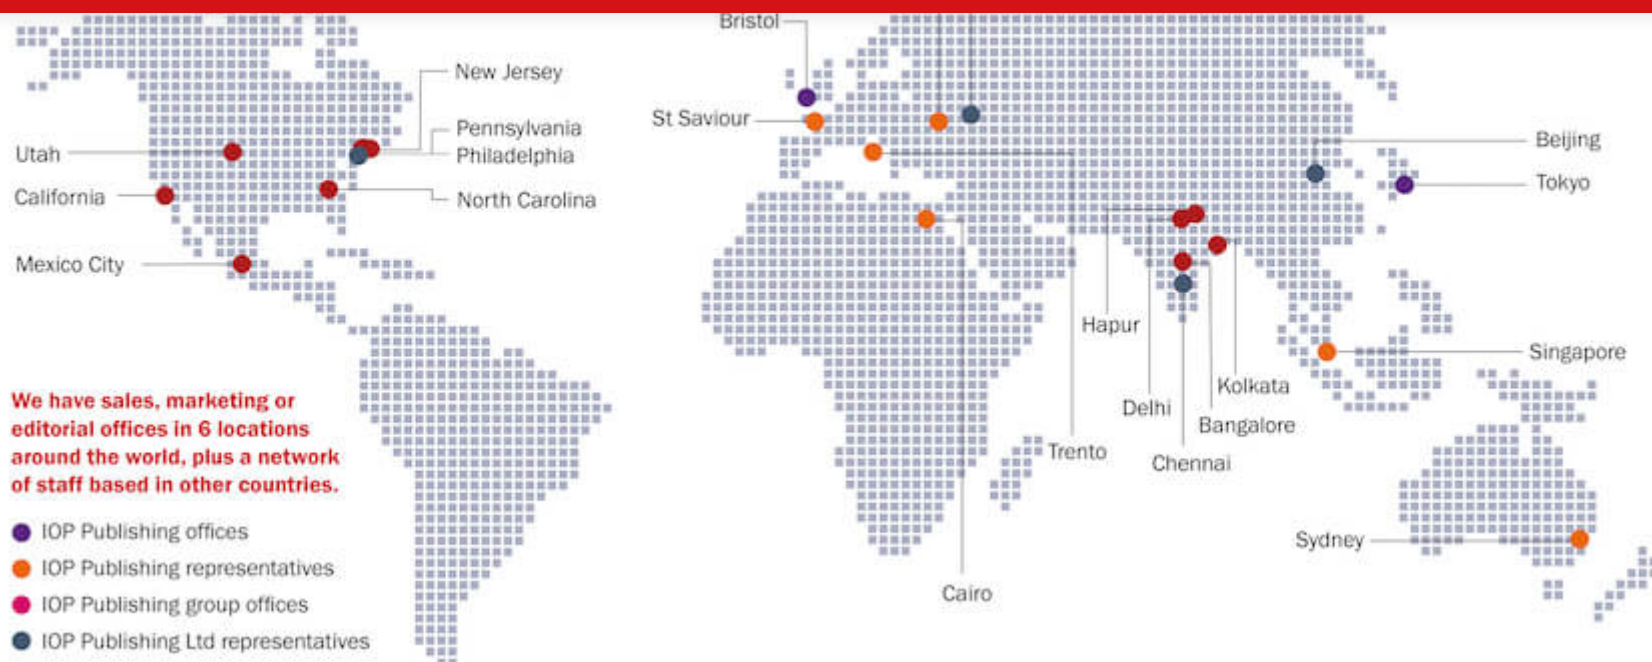 Bristol
New Jersey
St Saviour
Pennsylvania
Utah
Philadelphia
Beijing
California
North Carolina
Tokyo
Mexico City
Hapur
Singapore
Kolkata
Delhi
Bangalore
Trento
Chennai
We have sales, marketing or
editorial offices in 6 locations
around the world, plus a network
of staff based in other countries.
IOP Publishing offices
Sydney
IOP Publishing representatives
Cairo
IOP Publishing group offices
IOP Publishing Ltd representatives